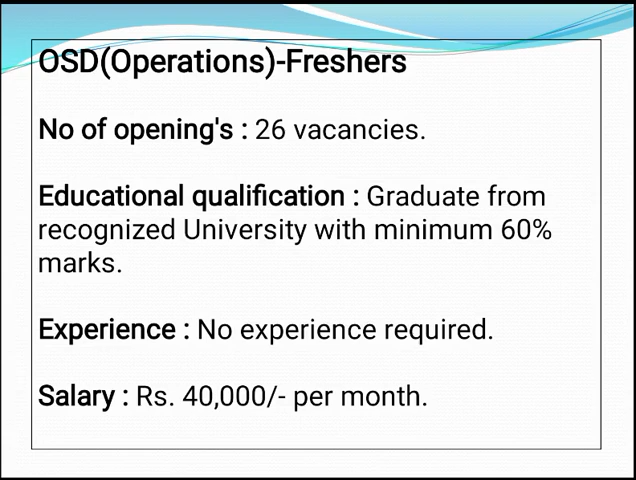 OSD(Operations)-Freshers
No of opening's : 26 vacancies.
Educational qualification : Graduate from
recognized University with minimum 60%
marks.
Experience : No experience required.
Salary : Rs. 40,000/- per month.